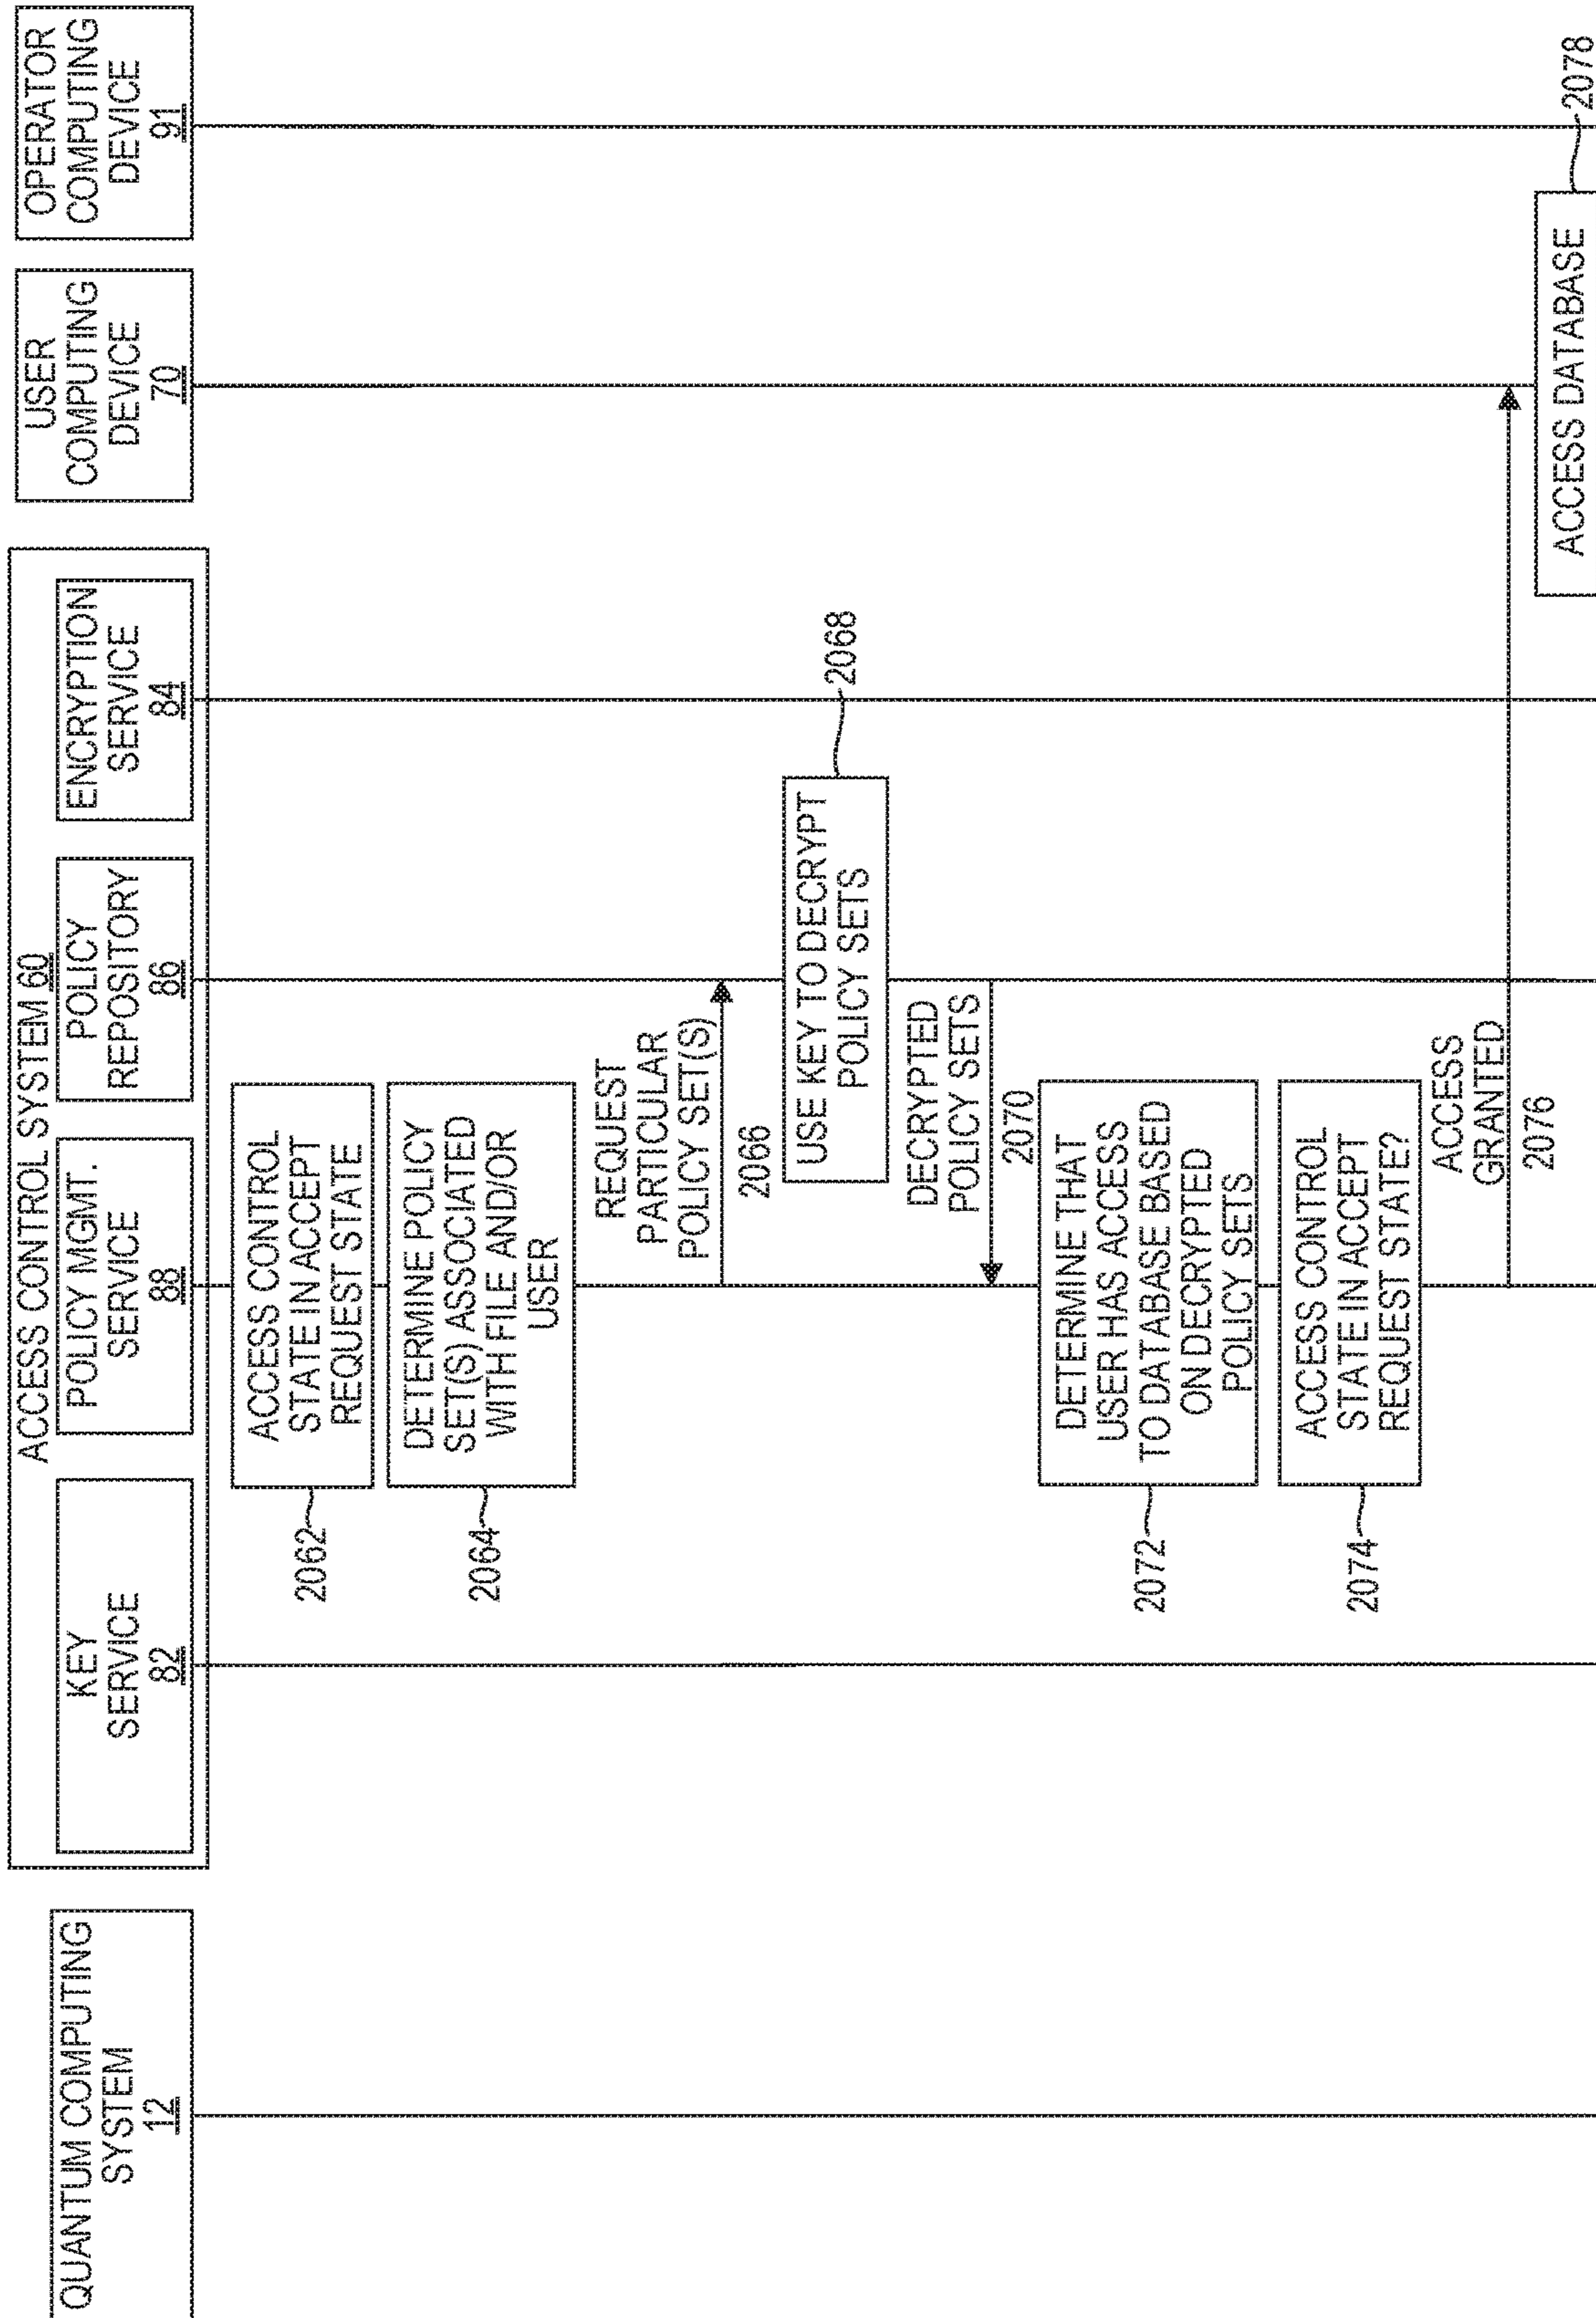 QUANTUM COMPUTING
SYSTEM
12
ACCESS CONTROL SYSTEM 60
KEY
SERVICE
82
POLICY MGMT.
SERVICE
88
POLICY
REPOSITORY
86
ENCRYPTION
SERVICE
84
USER
COMPUTING
DEVICE
70
OPERATOR
COMPUTING
DEVICE
91
2062
ACCESS CONTROL
STATE IN ACCEPT
REQUEST STATE
2064
DETERMINE POLICY
SET(S) ASSOCIATED
WITH FILE AND/OR
USER
REQUEST
PARTICULAR
POLICY SET(S)
2066
USE KEY TO DECRYPT
POLICY SETS
2068
DECRYPTED
POLICY SETS
2070
2072
DETERMINE THAT
USER HAS ACCESS
TO DATABASE BASED
ON DECRYPTED
POLICY SETS
2074
ACCESS CONTROL
STATE IN ACCEPT
REQUEST STATE?
ACCESS
GRANTED
2076
ACCESS DATABASE
2078